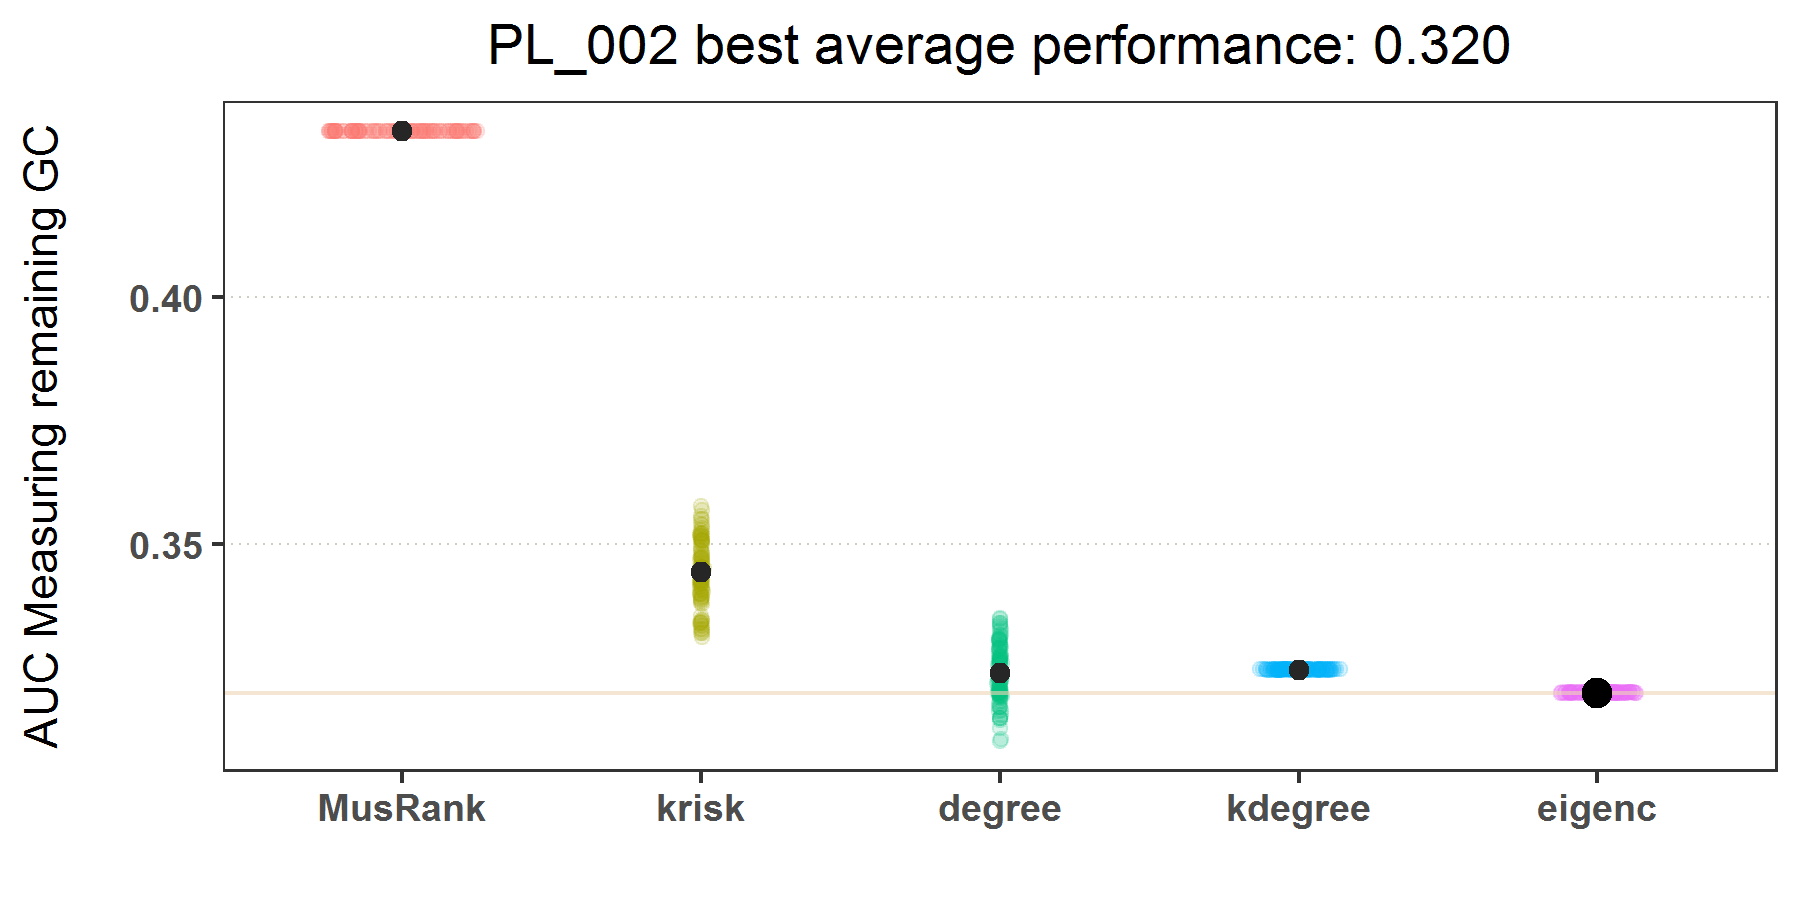 PL_002 best average performance: 0.320
AUC Measuring remaining GC
0.40
0.35
MusRank krisk degree kdegree eigenc